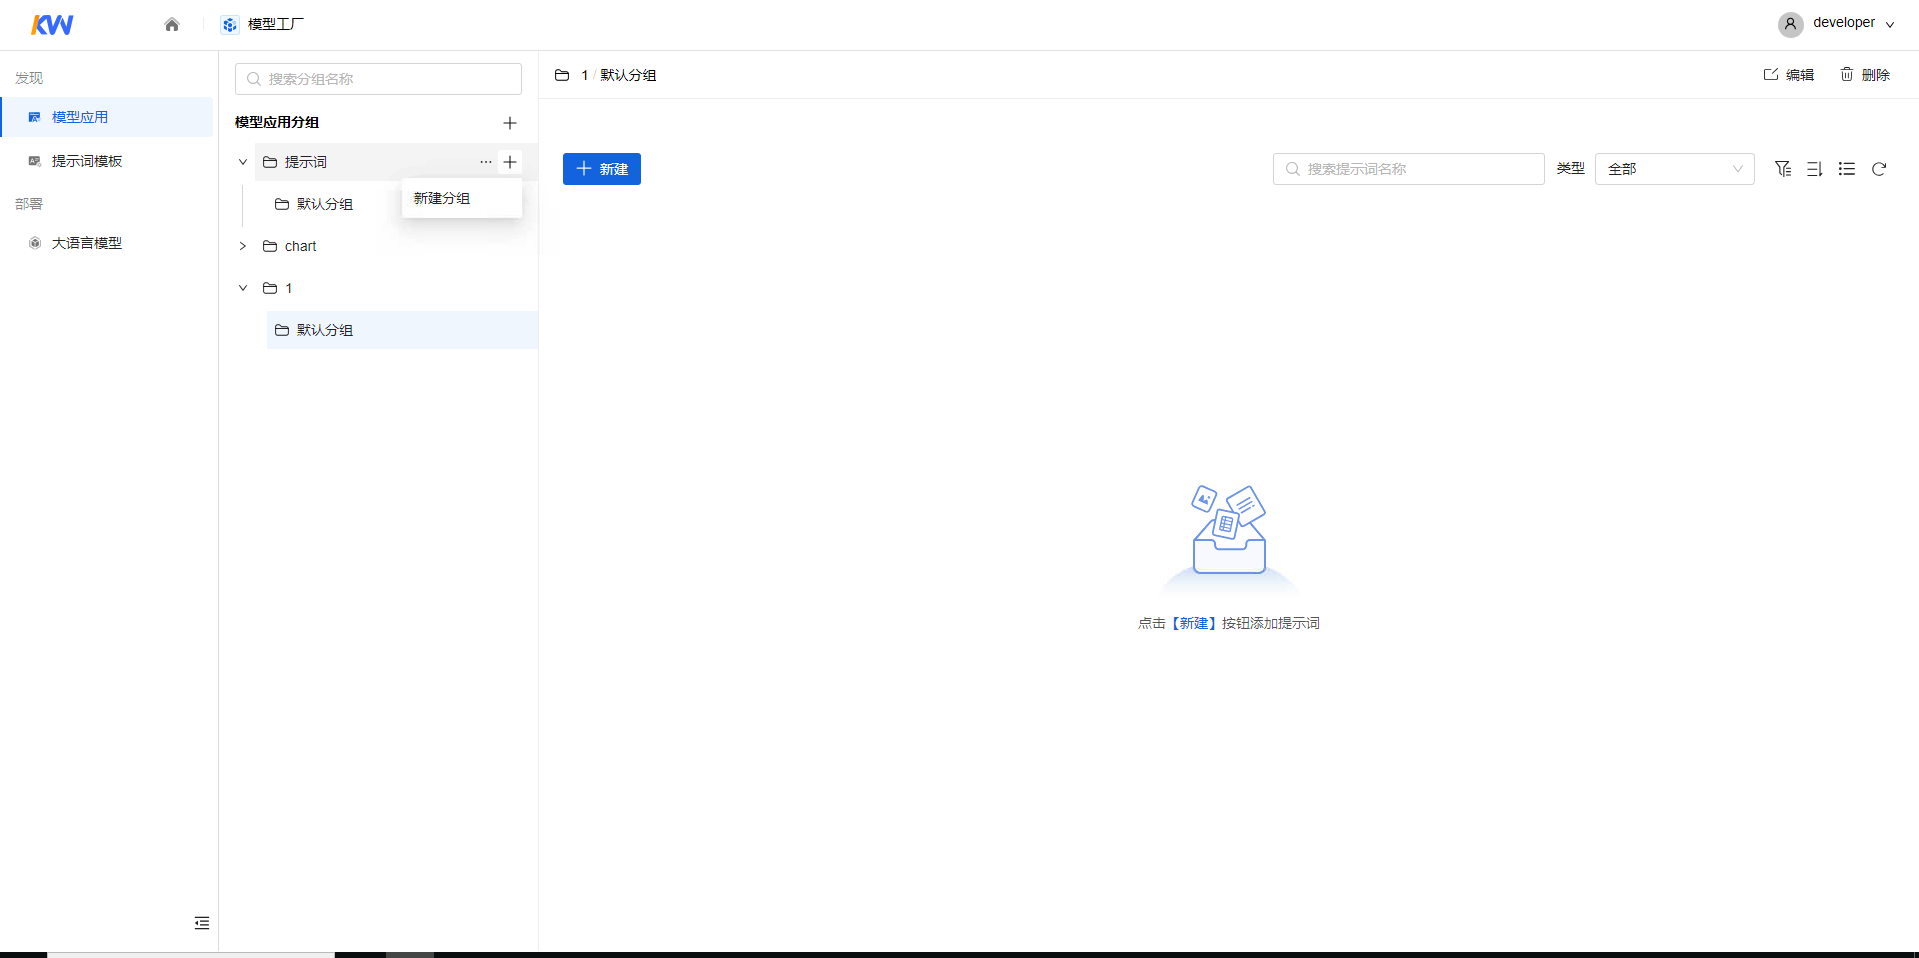 KW
模型工厂
developer
发现
模型应用
提示词模板
部署
大语言模型
搜索分组名称
模型应用分组
提示词
新建分组
默认分组
chart
1
默认分组
1 / 默认分组
编辑
删除
新建
搜索提示词名称
类型
全部
点击【新建】按钮添加提示词